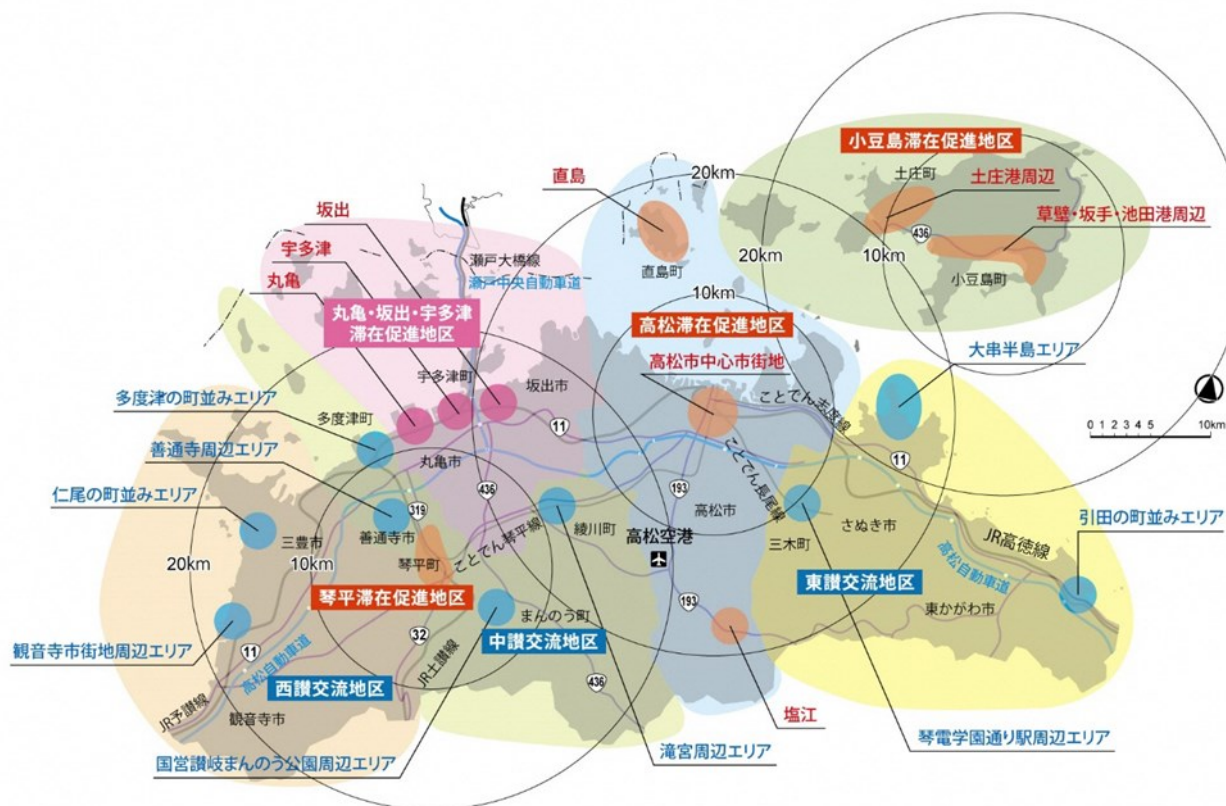 小豆島滞在促進地区
土庄町
土庄港周辺
草壁・坂手・池田港周辺
436
小豆島町
20km
20km
10km
直島
直島町
坂出
宇多津
丸亀
瀬戸大橋線
瀬戸中央自動車道
丸亀・坂出・宇多津
滞在促進地区
10km
高松滞在促進地区
高松市中心市街地
大串半島エリア
0 1 2 3 4 5
10km
宇多津町
坂出市
多度津の町並みエリア
多度津町
11
ことでん志度線
善通寺周辺エリア
丸亀市
11
仁尾の町並みエリア
319
436
193
ことでん長尾線
三豊市
善通寺市
ことでん琴平線
綾川町
高松市
さぬき市
引田の町並みエリア
高松空港
三木町
JR高徳線
20km
10km
琴平町
高松自動車道
琴平滞在促進地区
東讃交流地区
193
まんのう町
東かがわ市
32
中讃交流地区
観音寺市街地周辺エリア
11
高松自動車道
JR土讃線
西讃交流地区
436
JR予讃線
観音寺市
塩江
国営讃岐まんのう公園周辺エリア
滝宮周辺エリア
琴電学園通り駅周辺エリア